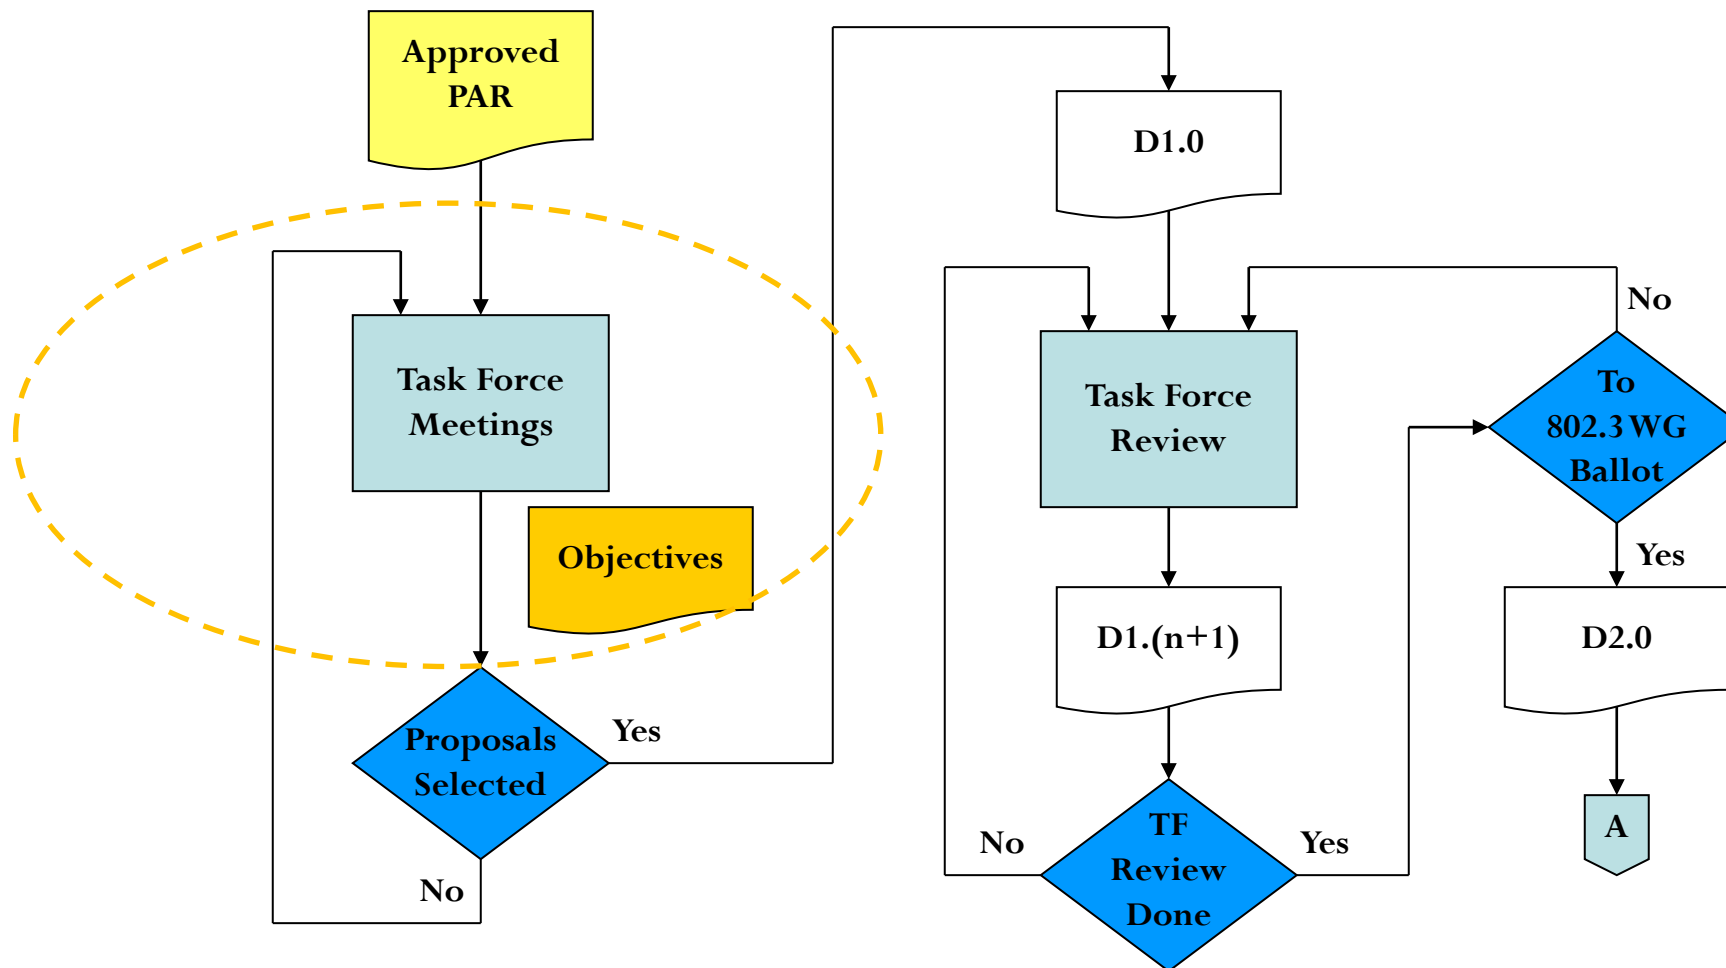 Approved
PAR
Task Force
Meetings
Objectives
Proposals
Selected
Yes
No
D1.0
Task Force
Review
D1.(n+1)
TF
Review
Done
No
Yes
To
802.3 WG
Ballot
No
Yes
D2.0
A